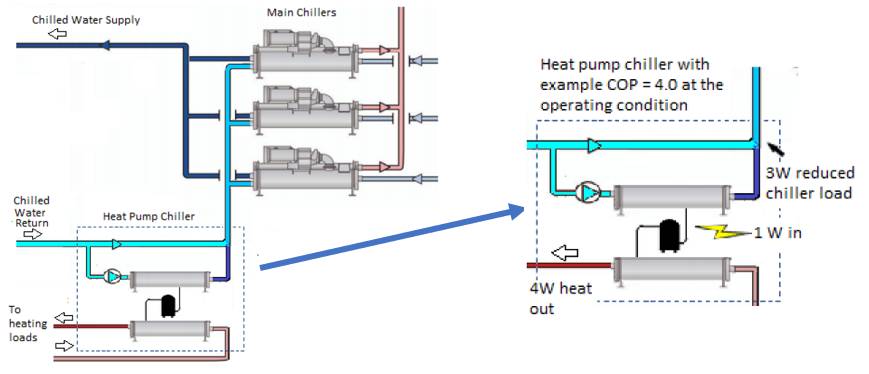 Main Chillers
Chilled Water Supply
Chilled
Water
Return
Heat Pump Chiller
To
heating
loads
Heat pump chiller with
example COP = 4.0 at the
operating condition
3W reduced
chiller load
1 W in
4W heat
out